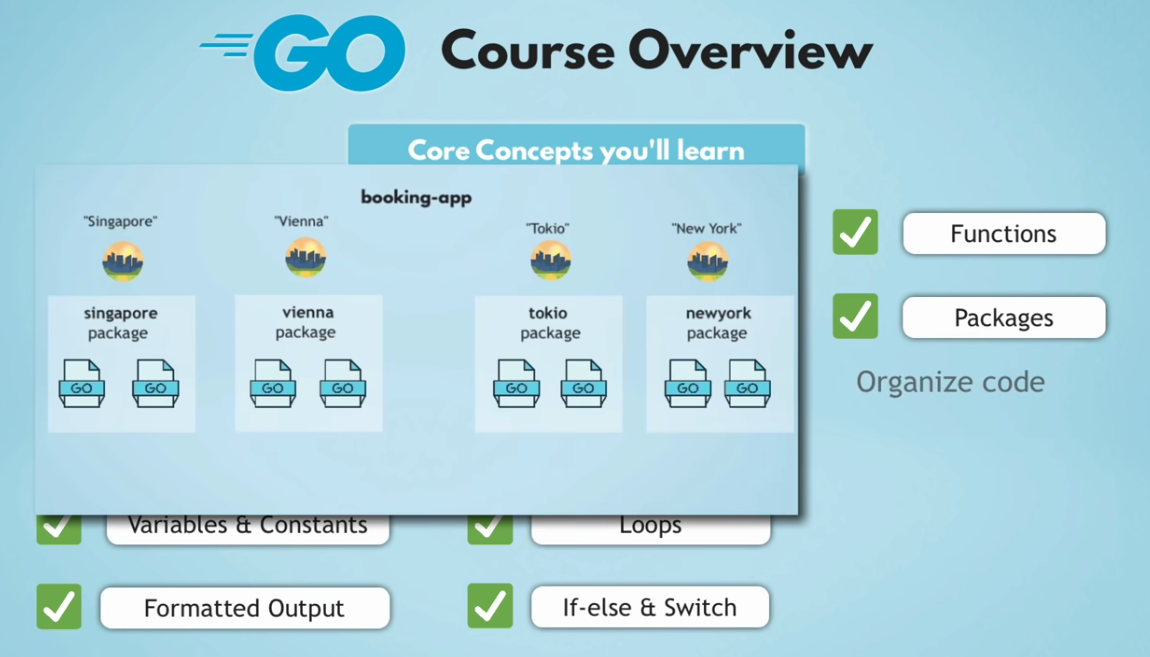 GO Course Overview
Core Concepts you'll learn
booking-app
"Singapore"
"Vienna"
"Tokio"
"New York"
singapore
package
vienna
package
tokio
package
newyork
package
GO
GO
GO
GO
GO
GO
GO
GO
Functions
Packages
Organize code
Variables & Constants
Loops
Formatted Output
If-else & Switch